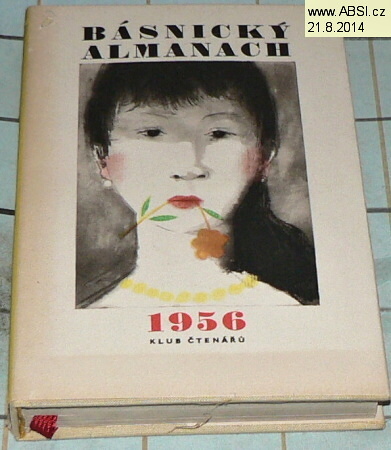 www.ABSI.cz
21.8.2014
BÁSNICKÝ
ALMANACH
1956
KLUB ČTENÁŘŮ